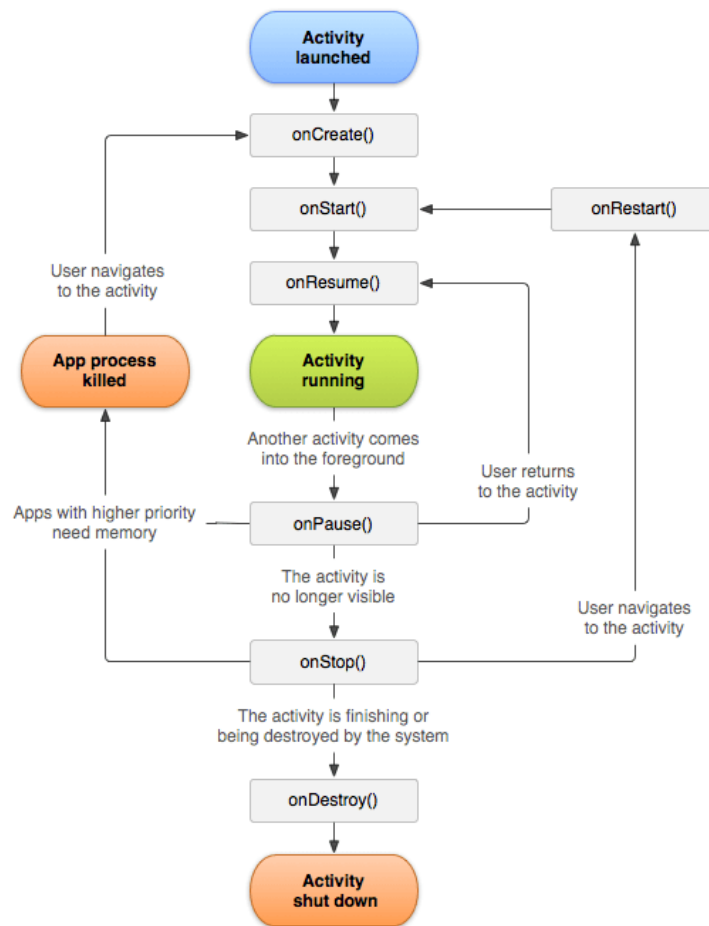 Activity
launched
onCreate()
onStart()
onRestart()
onResume()
User navigates
to the activity
App process
killed
Activity
running
Another activity comes
into the foreground
User returns
to the activity
Apps with higher priority
need memory
onPause()
The activity is
no longer visible
User navigates
to the activity
onStop()
The activity is finishing or
being destroyed by the system
onDestroy()
Activity
shut down